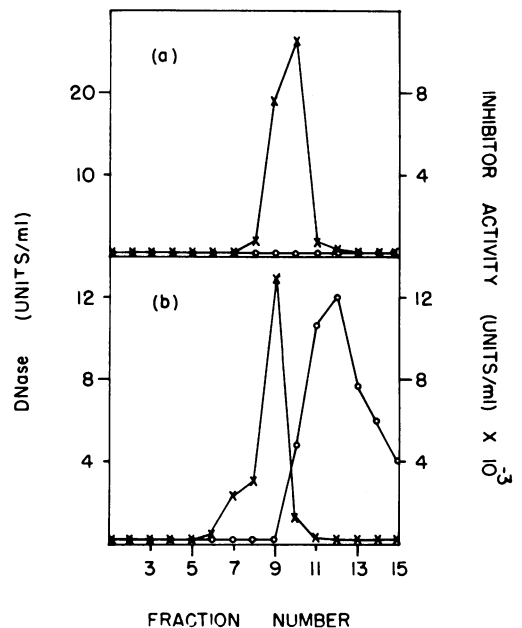 (a)
20
10
8
4
(b)
12
8
4
12
8
4
3 5 7 9 11 13 15
FRACTION NUMBER
DNase (UNITS/ml)
INHIBITOR ACTIVITY (UNITS/ml) X 10⁻³